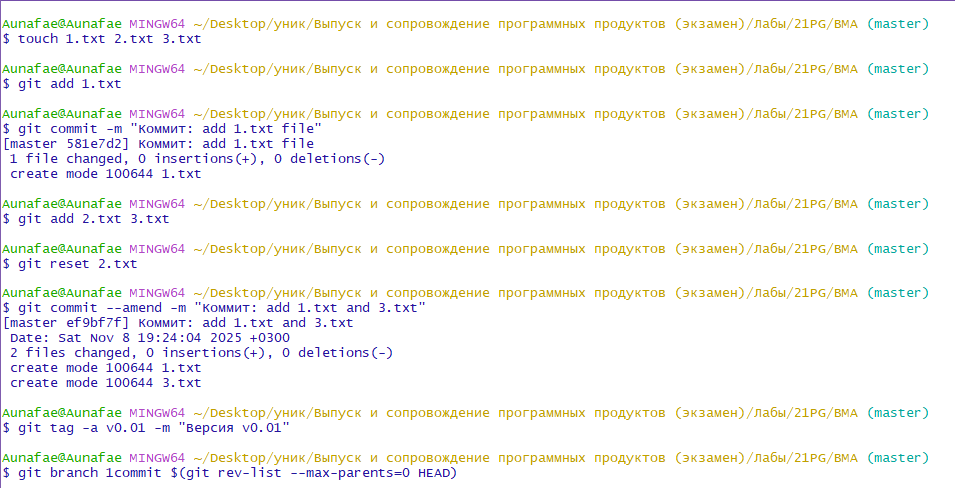 Aunafae@Aunafae MINGW64 ~/Desktop/уник/Выпуск и сопровождение программных продуктов (экзамен)/Лабы/21PG/BMA (master)
$ touch 1.txt 2.txt 3.txt
Aunafae@Aunafae MINGW64 ~/Desktop/уник/Выпуск и сопровождение программных продуктов (экзамен)/Лабы/21PG/BMA (master)
$ git add 1.txt
Aunafae@Aunafae MINGW64 ~/Desktop/уник/Выпуск и сопровождение программных продуктов (экзамен)/Лабы/21PG/BMA (master)
$ git commit -m "Коммит: add 1.txt file"
[master 581e7d2] Коммит: add 1.txt file
 1 file changed, 0 insertions(+), 0 deletions(-)
 create mode 100644 1.txt
Aunafae@Aunafae MINGW64 ~/Desktop/уник/Выпуск и сопровождение программных продуктов (экзамен)/Лабы/21PG/BMA (master)
$ git add 2.txt 3.txt
Aunafae@Aunafae MINGW64 ~/Desktop/уник/Выпуск и сопровождение программных продуктов (экзамен)/Лабы/21PG/BMA (master)
$ git reset 2.txt
Aunafae@Aunafae MINGW64 ~/Desktop/уник/Выпуск и сопровождение программных продуктов (экзамен)/Лабы/21PG/BMA (master)
$ git commit --amend -m "Коммит: add 1.txt and 3.txt"
[master ef9bf7f] Коммит: add 1.txt and 3.txt
 Date: Sat Nov 8 19:24:04 2025 +0300
 2 files changed, 0 insertions(+), 0 deletions(-)
 create mode 100644 1.txt
 create mode 100644 3.txt
Aunafae@Aunafae MINGW64 ~/Desktop/уник/Выпуск и сопровождение программных продуктов (экзамен)/Лабы/21PG/BMA (master)
$ git tag -a v0.01 -m "Версия v0.01"
Aunafae@Aunafae MINGW64 ~/Desktop/уник/Выпуск и сопровождение программных продуктов (экзамен)/Лабы/21PG/BMA (master)
$ git branch 1commit $(git rev-list --max-parents=0 HEAD)